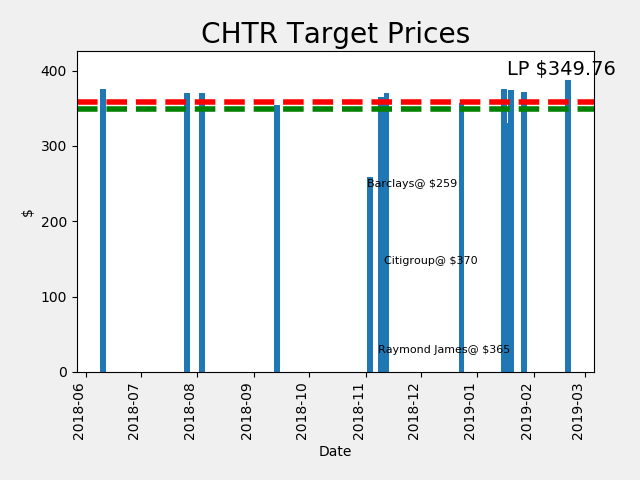 CHTR Target Prices
LP $349.76
400
300
200
100
0
$
Barclays@ $259
Citigroup@ $370
Raymond James@ $365
2018-06
2018-07
2018-08
2018-09
2018-10
2018-11
2018-12
2019-01
2019-02
2019-03
Date